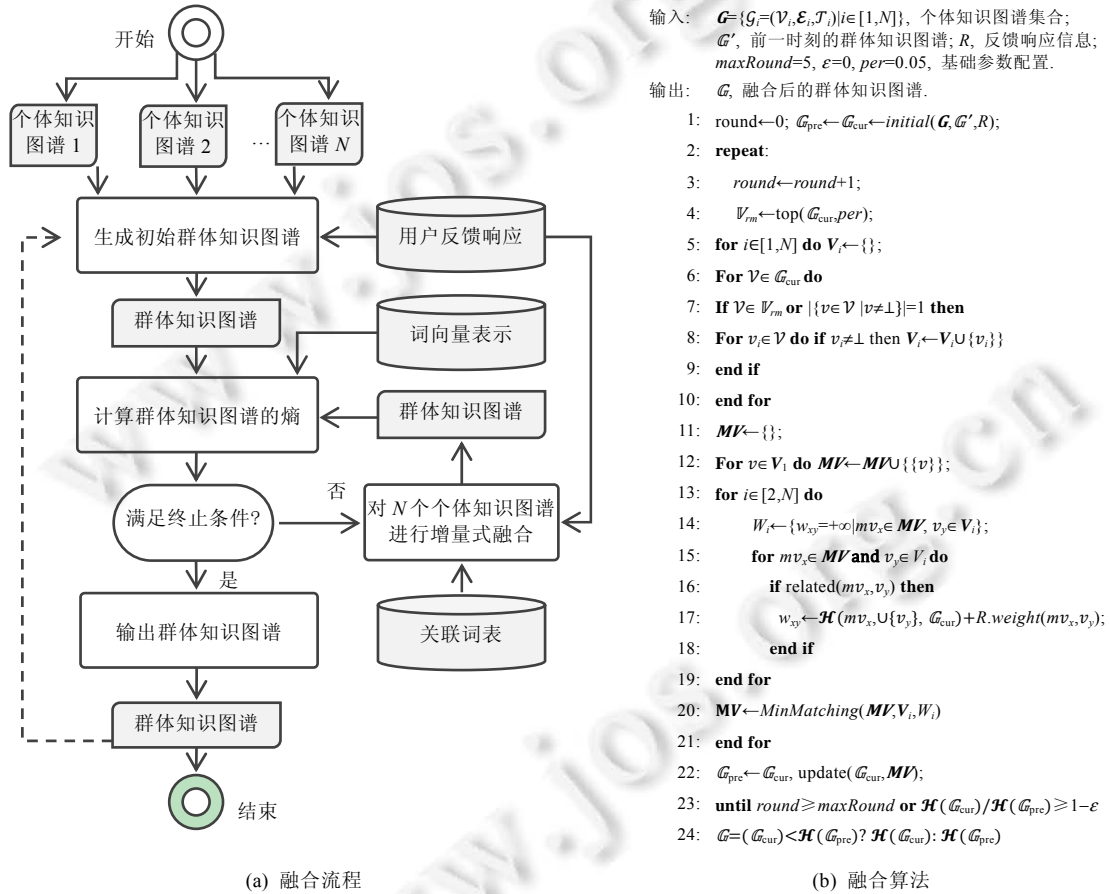 开始
个体知识
图谱 1
个体知识
图谱 2
…
个体知识
图谱 N
生成初始群体知识图谱
用户反馈响应
群体知识图谱
词向量表示
计算群体知识图谱的熵
群体知识图谱
满足终止条件?
否
对 N 个个体知识图谱
进行增量式融合
是
输出群体知识图谱
关联词表
群体知识图谱
结束
(a) 融合流程
输入: 𝑮={𝒢ᵢ=(𝒱ᵢ,ℰᵢ,𝒯ᵢ)|i∈[1,N]}, 个体知识图谱集合;
𝔾′, 前一时刻的群体知识图谱; R, 反馈响应信息;
maxRound=5, ε=0, per=0.05, 基础参数配置.
输出: 𝔾, 融合后的群体知识图谱.
1: round←0; 𝔾pre←𝔾cur←initial(𝑮,𝔾′,R);
2: repeat:
3: round←round+1;
4: 𝕍rm←top(𝔾cur,per);
5: for i∈[1,N] do Vᵢ←{};
6: For 𝒱∈𝔾cur do
7: If 𝒱∈𝕍rm or |{v∈𝒱 |v≠⊥}|=1 then
8: For vᵢ∈𝒱 do if vᵢ≠⊥ then Vᵢ←Vᵢ∪{vᵢ}}
9: end if
10: end for
11: MV←{};
12: For v∈V₁ do MV←MV∪{{v}};
13: for i∈[2,N] do
14: Wᵢ←{wxy=+∞|mvx∈MV, vy∈Vᵢ};
15: for mvx∈MV and vy∈Vᵢ do
16: if related(mvx,vy) then
17: wxy←ℋ(mvx,∪{vy}, 𝔾cur)+R.weight(mvx,vy);
18: end if
19: end for
20: MV←MinMatching(MV,Vᵢ,Wᵢ)
21: end for
22: 𝔾pre←𝔾cur, update(𝔾cur,MV);
23: until round≥maxRound or ℋ(𝔾cur)/ℋ(𝔾pre)≥1−ε
24: 𝔾=(𝔾cur)<ℋ(𝔾pre)? ℋ(𝔾cur): ℋ(𝔾pre)
(b) 融合算法
www.jos.org.cn